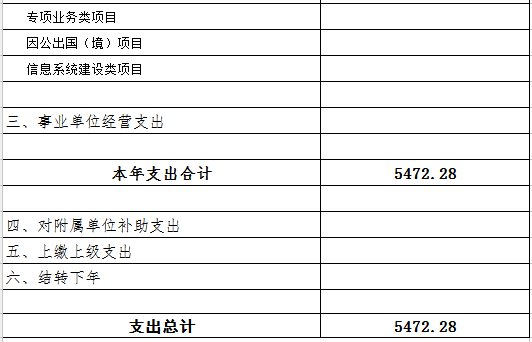 专项业务类项目
因公出国（境）项目
信息系统建设类项目
三、事业单位经营支出
本年支出合计 5472.28
四、对附属单位补助支出
五、上缴上级支出
六、结转下年
支出总计 5472.28